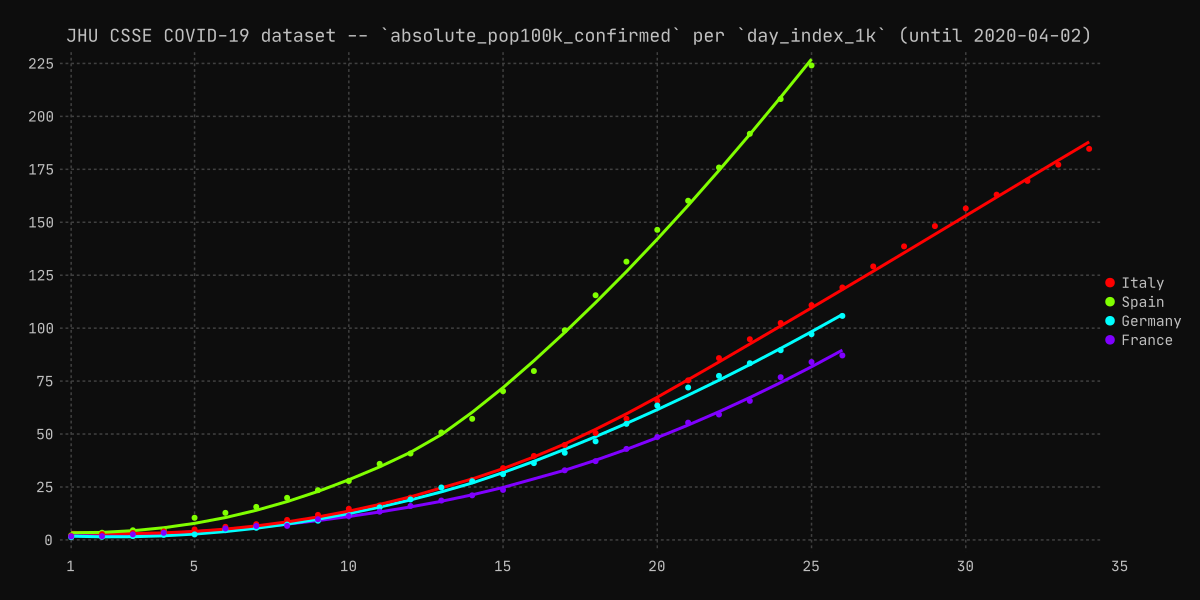 JHU CSSE COVID-19 dataset -- `absolute_pop100k_confirmed` per `day_index_1k` (until 2020-04-02)
225
200
175
150
125
100
75
50
25
0
1 5 10 15 20 25 30 35
Italy
Spain
Germany
France